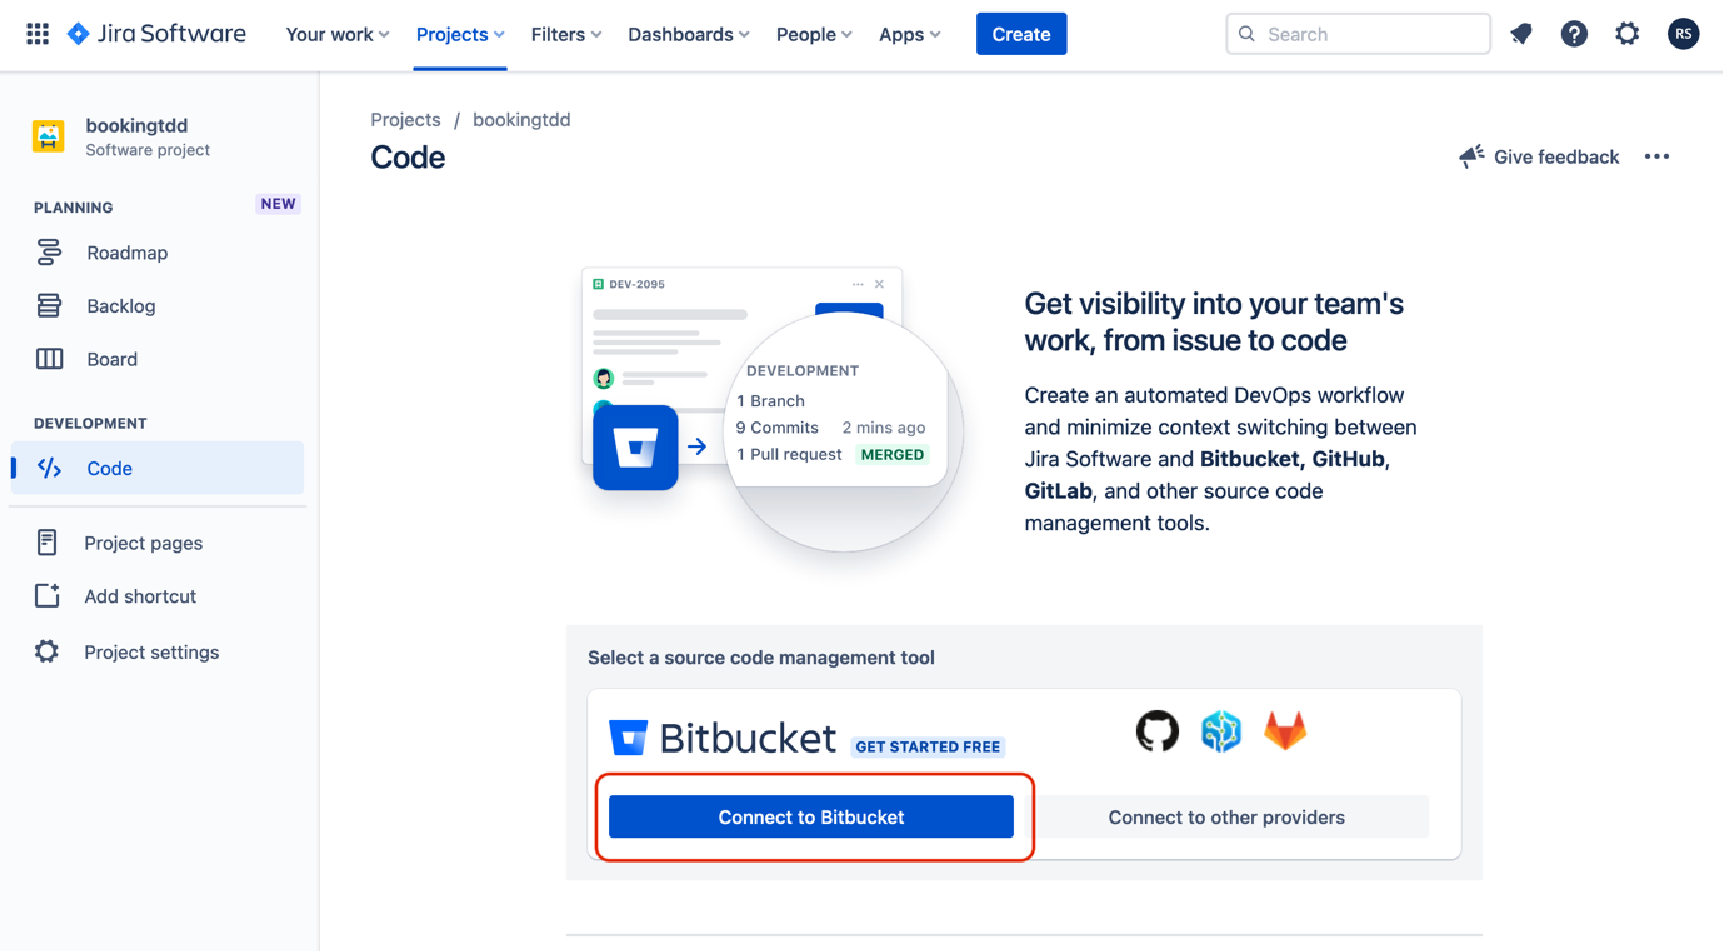 Jira Software
Your work
Projects
Filters
Dashboards
People
Apps
Create
Search
RS
bookingtdd
Software project
PLANNING
NEW
Roadmap
Backlog
Board
DEVELOPMENT
Code
Project pages
Add shortcut
Project settings
Projects / bookingtdd
Code
Give feedback
DEV-2095
DEVELOPMENT
1 Branch
9 Commits 2 mins ago
1 Pull request MERGED
Get visibility into your team's
work, from issue to code
Create an automated DevOps workflow
and minimize context switching between
Jira Software and Bitbucket, GitHub,
GitLab, and other source code
management tools.
Select a source code management tool
Bitbucket GET STARTED FREE
Connect to Bitbucket
Connect to other providers